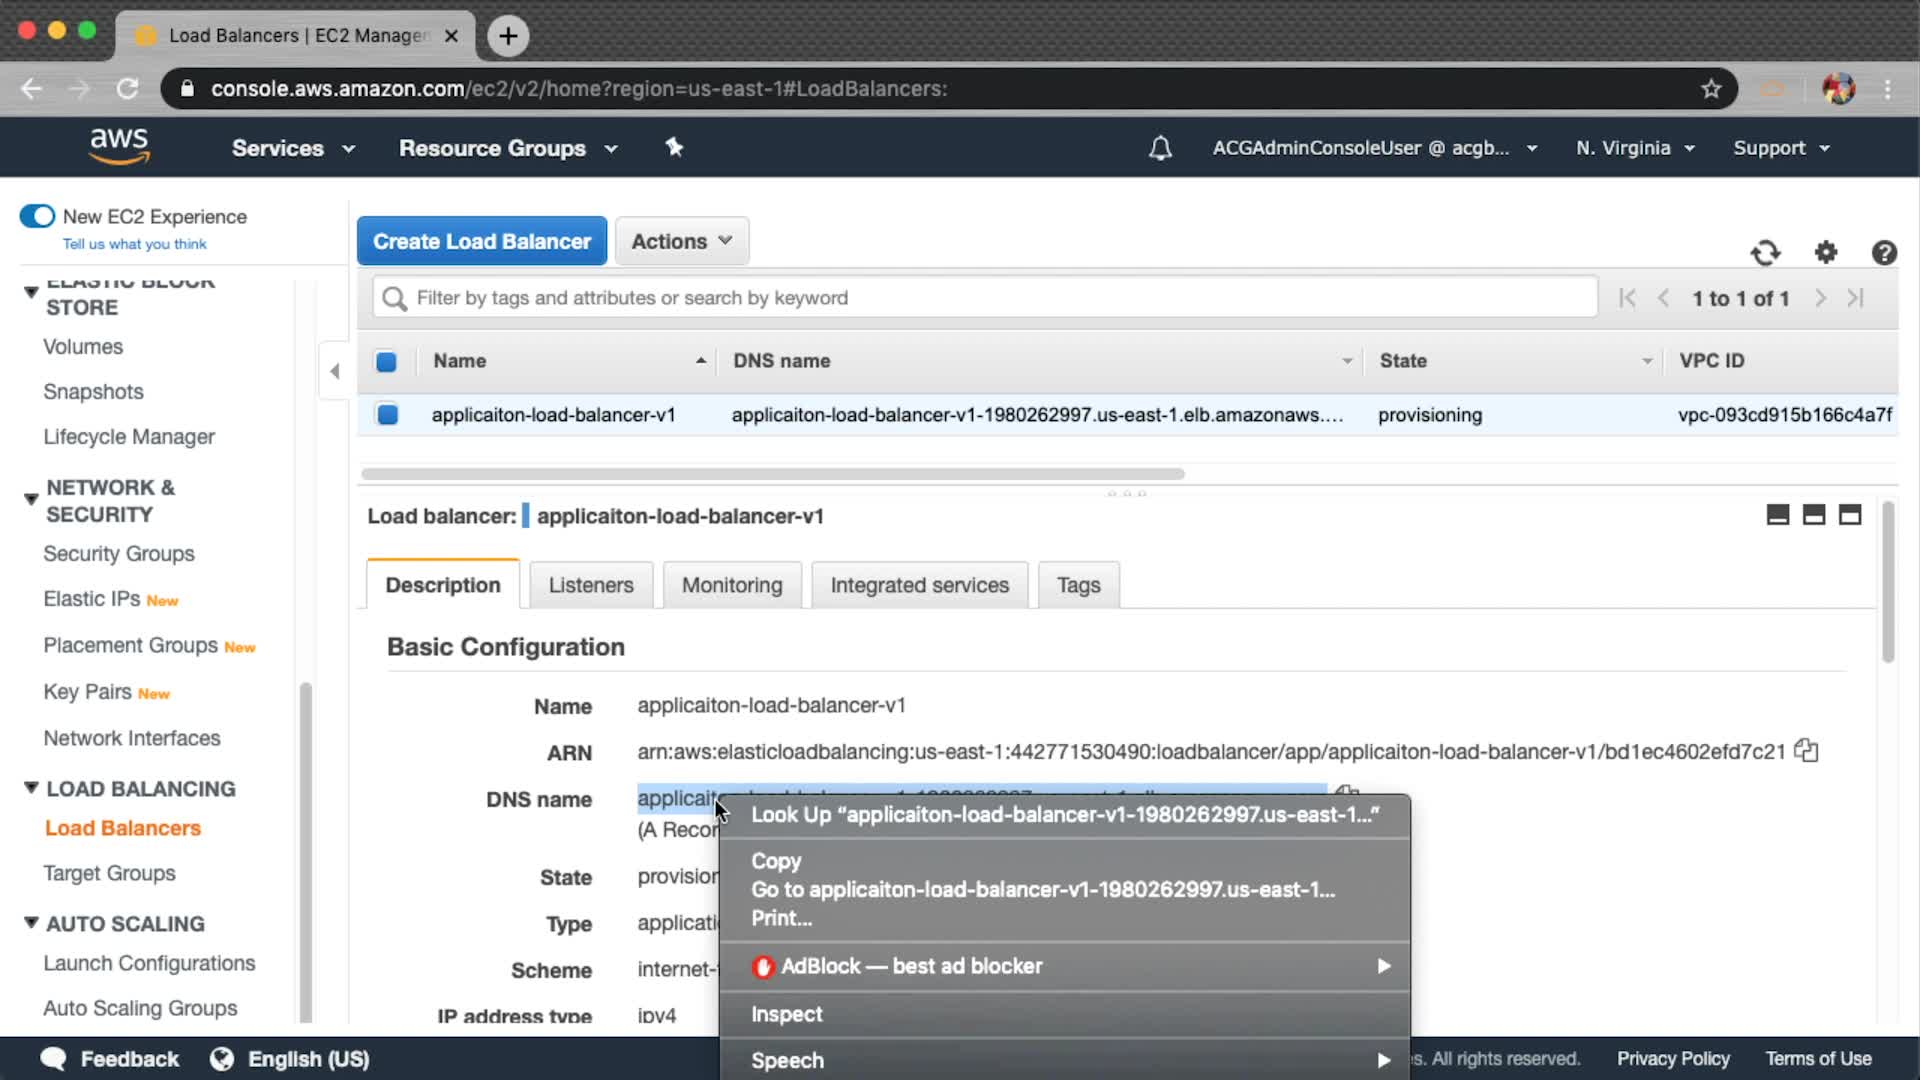 Load Balancers | EC2 Manage
console.aws.amazon.com/ec2/v2/home?region=us-east-1#LoadBalancers:
aws
Services
Resource Groups
ACGAdminConsoleUser @ acgb...
N. Virginia
Support
New EC2 Experience
Tell us what you think
ELASTIC BLOCK
STORE
Volumes
Snapshots
Lifecycle Manager
NETWORK &
SECURITY
Security Groups
Elastic IPs New
Placement Groups New
Key Pairs New
Network Interfaces
LOAD BALANCING
Load Balancers
Target Groups
AUTO SCALING
Launch Configurations
Auto Scaling Groups
Create Load Balancer
Actions
Filter by tags and attributes or search by keyword
1 to 1 of 1
Name
DNS name
State
VPC ID
applicaiton-load-balancer-v1
applicaiton-load-balancer-v1-1980262997.us-east-1.elb.amazonaws....
provisioning
vpc-093cd915b166c4a7f
Load balancer: applicaiton-load-balancer-v1
Description
Listeners
Monitoring
Integrated services
Tags
Basic Configuration
Name applicaiton-load-balancer-v1
ARN arn:aws:elasticloadbalancing:us-east-1:442771530490:loadbalancer/app/applicaiton-load-balancer-v1/bd1ec4602efd7c21
DNS name applicait
(A Recor
State provision
Type applicati
Scheme internet-
IP address type ipv4
Look Up “applicaiton-load-balancer-v1-1980262997.us-east-1...”
Copy
Go to applicaiton-load-balancer-v1-1980262997.us-east-1...
Print...
AdBlock — best ad blocker
Inspect
Speech
Feedback
English (US)
s. All rights reserved.
Privacy Policy
Terms of Use